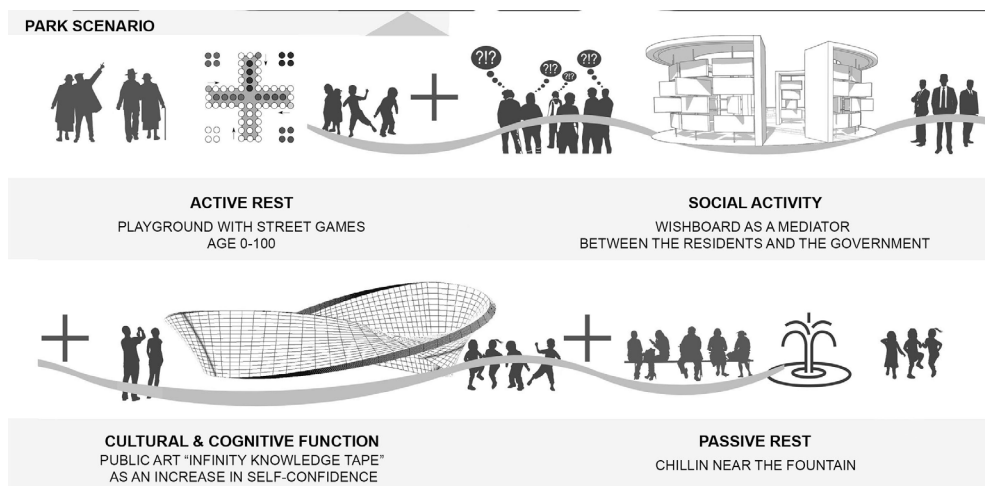 PARK SCENARIO
?!?
?!?
?!?
?!?
ACTIVE REST
PLAYGROUND WITH STREET GAMES
AGE 0-100
SOCIAL ACTIVITY
WISHBOARD AS A MEDIATOR
BETWEEN THE RESIDENTS AND THE GOVERNMENT
CULTURAL & COGNITIVE FUNCTION
PUBLIC ART “INFINITY KNOWLEDGE TAPE”
AS AN INCREASE IN SELF-CONFIDENCE
PASSIVE REST
CHILLIN NEAR THE FOUNTAIN